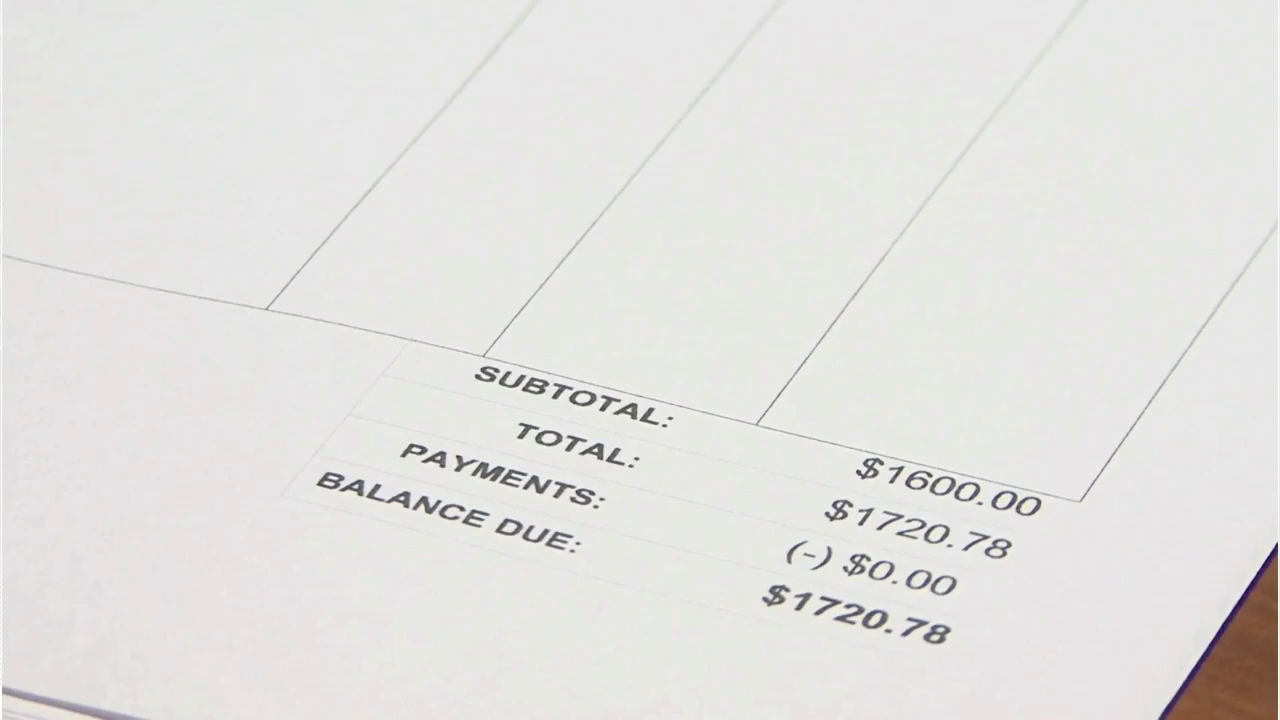 SUBTOTAL: $1600.00
TOTAL: $1720.78
PAYMENTS: (-) $0.00
BALANCE DUE: $1720.78